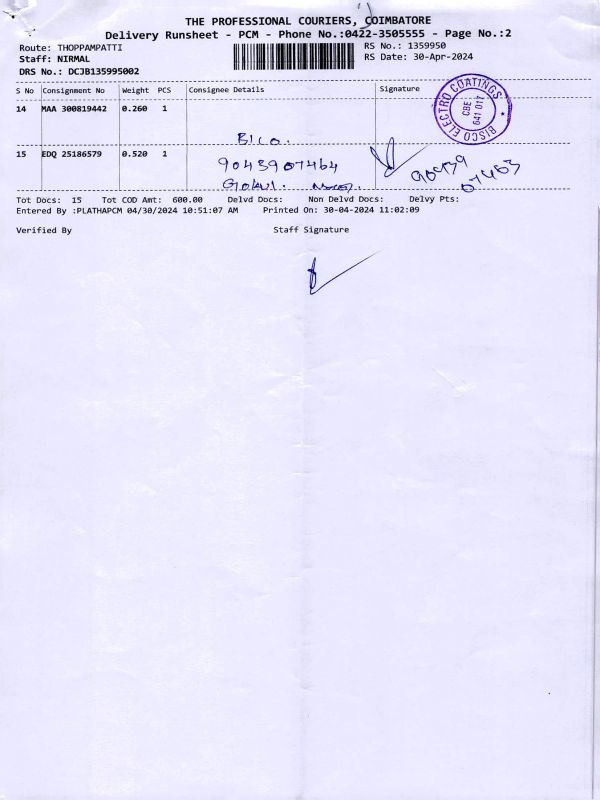 THE PROFESSIONAL COURIERS, COIMBATORE
Delivery Runsheet - PCM - Phone No.:0422-3505555 - Page No.:2
Route: THOPPAMPATTI
RS No.: 1359950
Staff: NIRMAL
RS Date: 30-Apr-2024
DRS No.: DCJB135995002
S No Consignment No Weight PCS Consignee Details Signature
14 MAA 300819442 0.260 1
BISCO ELECTRO COATINGS
CBE
641 017
BICO.
15 EDQ 25186579 0.520 1
9043907464
90439
07463
Gokul.
Tot Docs: 15 Tot COD Amt: 600.00 Delvd Docs: Non Delvd Docs: Delvy Pts:
Entered By :PLATHAPCM 04/30/2024 10:51:07 AM Printed On: 30-04-2024 11:02:09
Verified By Staff Signature